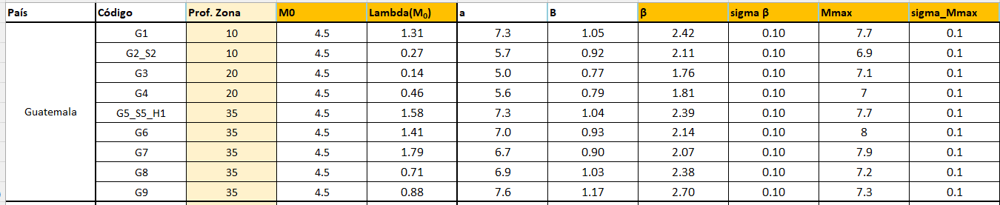 País Código Prof. Zona M0 Lambda(M₀) a B β sigma β Mmax sigma_Mmax
G1 10 4.5 1.31 7.3 1.05 2.42 0.10 7.7 0.1
G2_S2 10 4.5 0.27 5.7 0.92 2.11 0.10 6.9 0.1
G3 20 4.5 0.14 5.0 0.77 1.76 0.10 7.1 0.1
G4 20 4.5 0.46 5.6 0.79 1.81 0.10 7 0.1
Guatemala G5_S5_H1 35 4.5 1.58 7.3 1.04 2.39 0.10 7.7 0.1
G6 35 4.5 1.41 7.0 0.93 2.14 0.10 8 0.1
G7 35 4.5 1.79 6.7 0.90 2.07 0.10 7.9 0.1
G8 35 4.5 0.71 6.9 1.03 2.38 0.10 7.2 0.1
G9 35 4.5 0.88 7.6 1.17 2.70 0.10 7.3 0.1